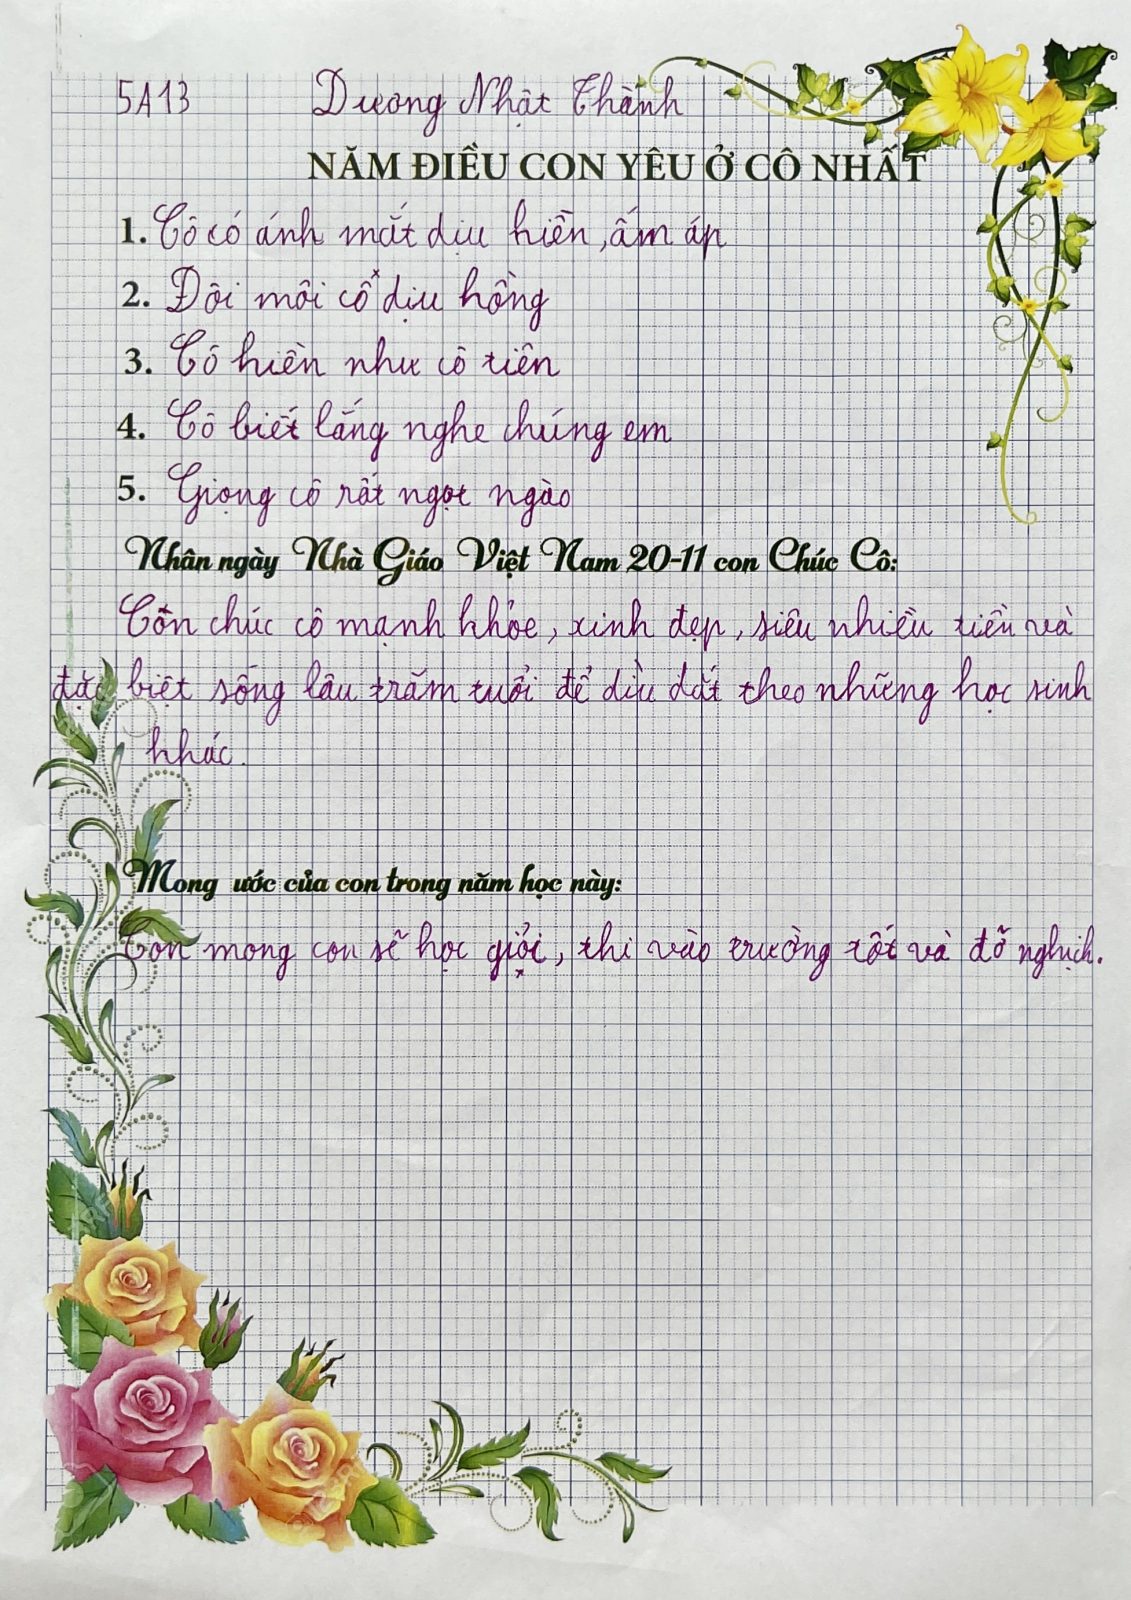 5A13 Dương Nhật Thành
NĂM ĐIỀU CON YÊU Ở CÔ NHẤT
1. Cô có ánh mắt dịu hiền, ấm áp
2. Đôi môi cô dịu hồng
3. Cô hiền như cô tiên
4. Cô biết lắng nghe chúng em
5. Giọng cô rất ngọt ngào
Nhân ngày Nhà Giáo Việt Nam 20-11 con Chúc Cô:
Con chúc cô mạnh khỏe, xinh đẹp, siêu nhiều tiền và
đặc biệt sống lâu trăm tuổi để dìu dắt theo những học sinh
khác.
Mong ước của con trong năm học này:
Con mong con sẽ học giỏi, thi vào trường tốt và đỡ nghịch.